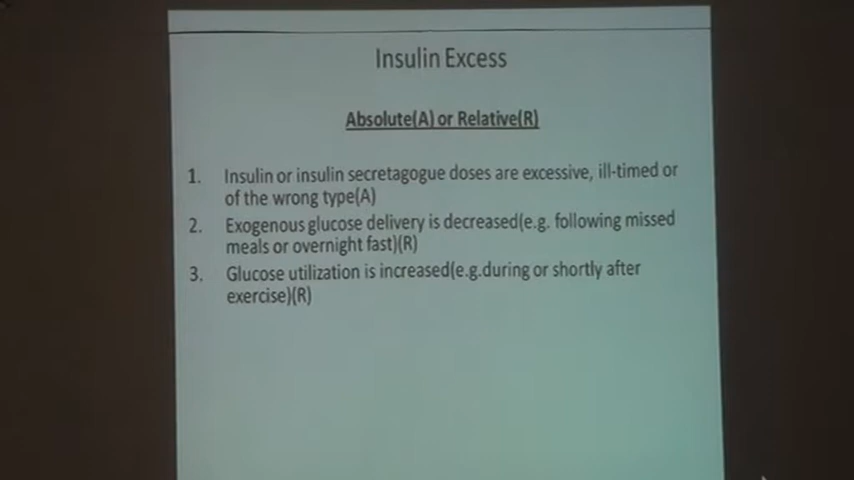 Insulin Excess
Absolute(A) or Relative(R)
1. Insulin or insulin secretagogue doses are excessive, ill-timed or
of the wrong type(A)
2. Exogenous glucose delivery is decreased(e.g. following missed
meals or overnight fast)(R)
3. Glucose utilization is increased(e.g.during or shortly after
exercise)(R)